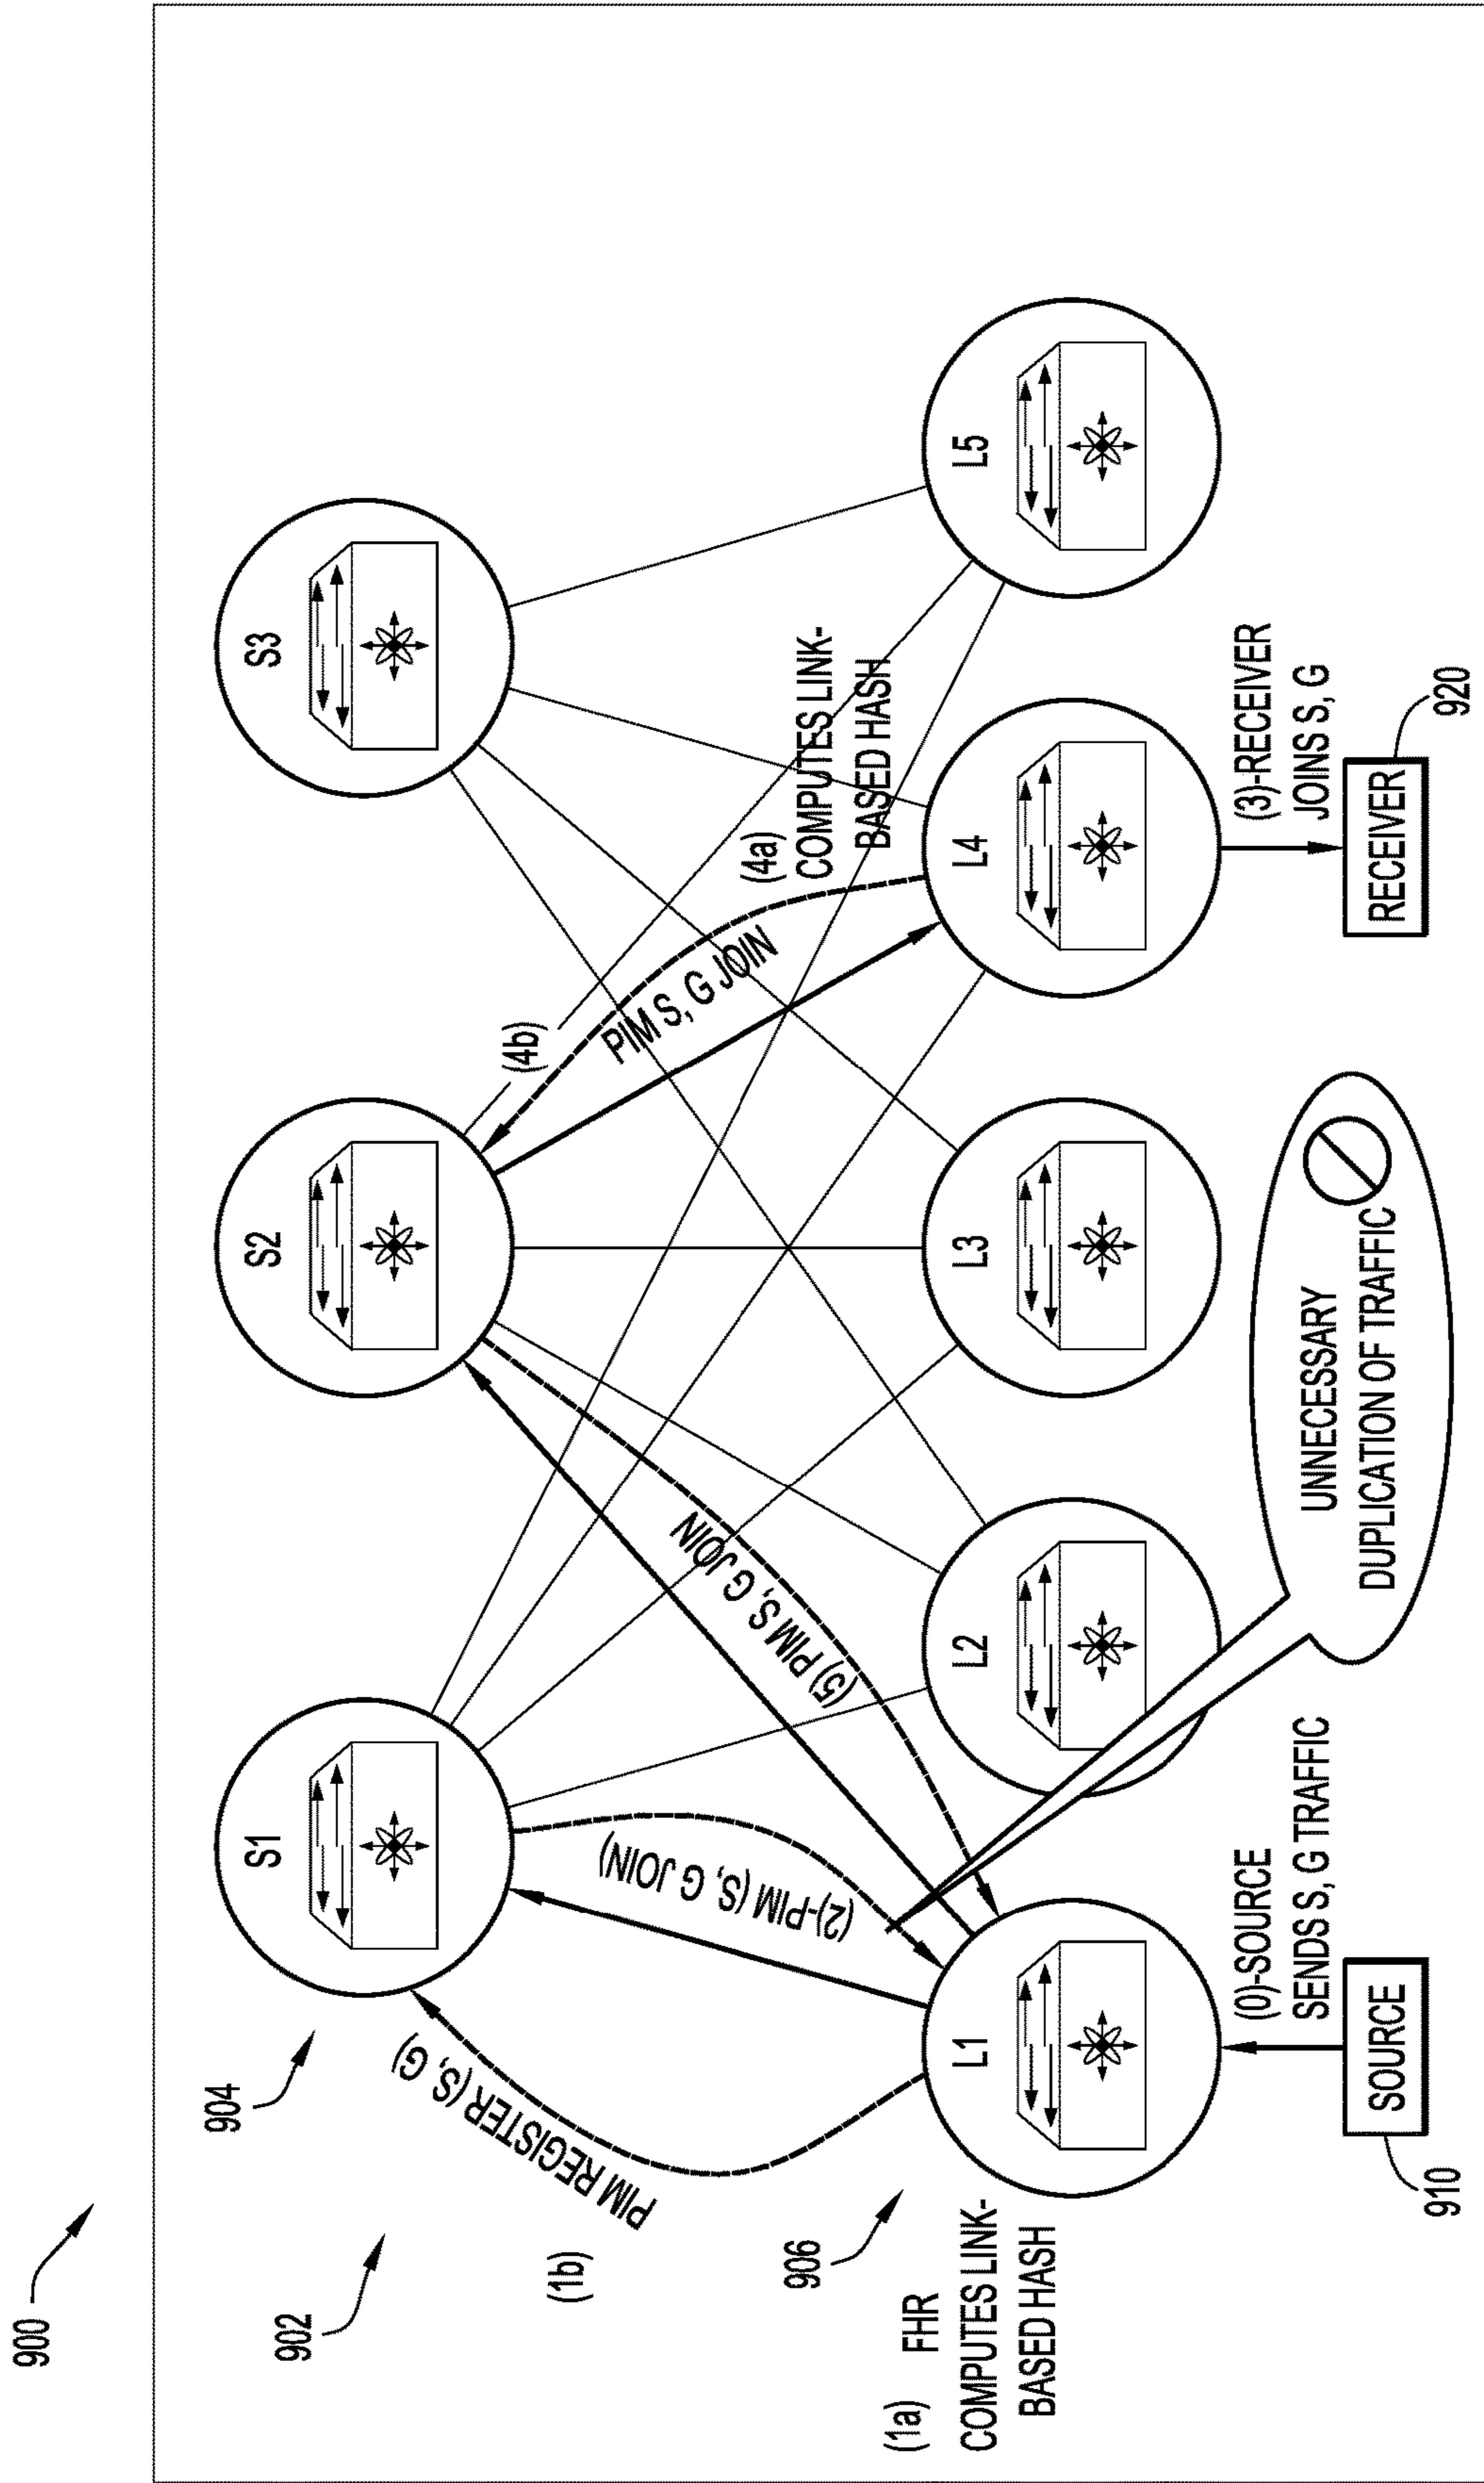 900
902
904
S1
S2
S3
PIM REGISTER (S, G)
(1b)
(2)-PIM (S, G JOIN)
(5) PIM S, G JOIN
(4b)
PIM S, G JOIN
(4a)
COMPUTES LINK-
BASED HASH
906
(1a) FHR
COMPUTES LINK-
BASED HASH
L1
L2
L3
L4
L5
(0)-SOURCE
SENDS S, G TRAFFIC
SOURCE
910
UNNECESSARY
DUPLICATION OF TRAFFIC
(3)-RECEIVER
JOINS S, G
RECEIVER
920